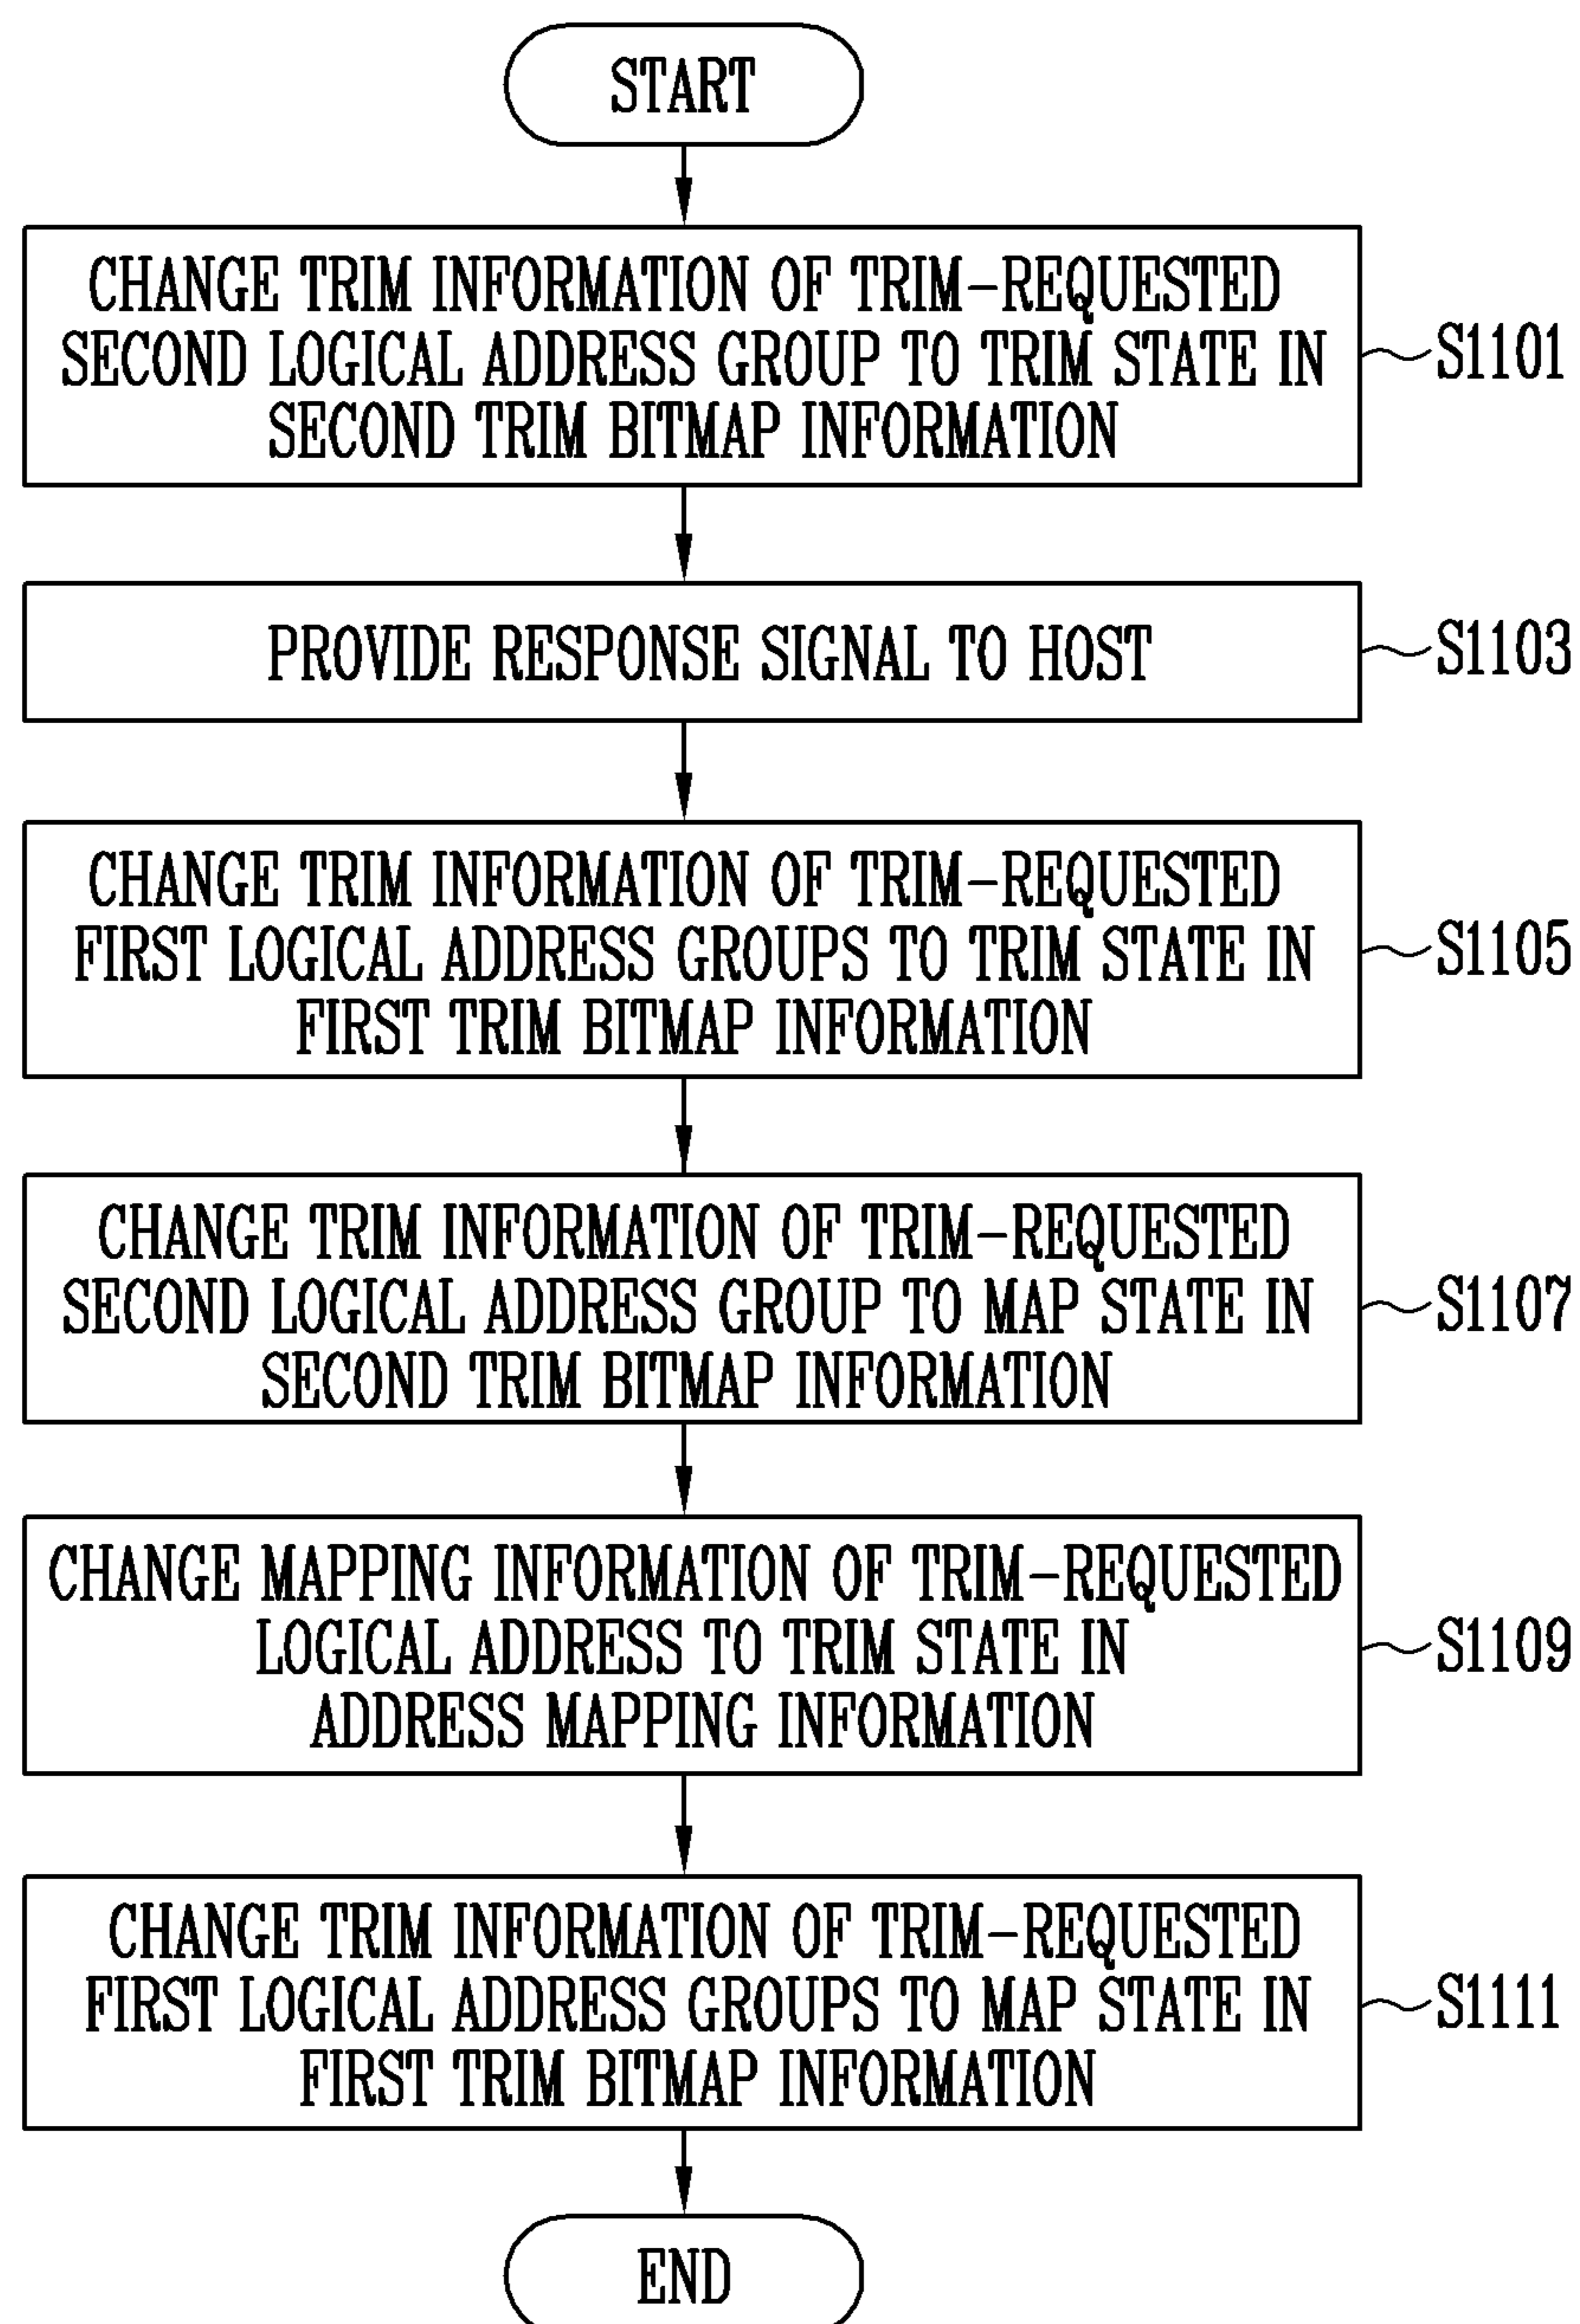 START
CHANGE TRIM INFORMATION OF TRIM-REQUESTED
SECOND LOGICAL ADDRESS GROUP TO TRIM STATE IN
SECOND TRIM BITMAP INFORMATION
S1101
PROVIDE RESPONSE SIGNAL TO HOST
S1103
CHANGE TRIM INFORMATION OF TRIM-REQUESTED
FIRST LOGICAL ADDRESS GROUPS TO TRIM STATE IN
FIRST TRIM BITMAP INFORMATION
S1105
CHANGE TRIM INFORMATION OF TRIM-REQUESTED
SECOND LOGICAL ADDRESS GROUP TO MAP STATE IN
SECOND TRIM BITMAP INFORMATION
S1107
CHANGE MAPPING INFORMATION OF TRIM-REQUESTED
LOGICAL ADDRESS TO TRIM STATE IN
ADDRESS MAPPING INFORMATION
S1109
CHANGE TRIM INFORMATION OF TRIM-REQUESTED
FIRST LOGICAL ADDRESS GROUPS TO MAP STATE IN
FIRST TRIM BITMAP INFORMATION
S1111
END